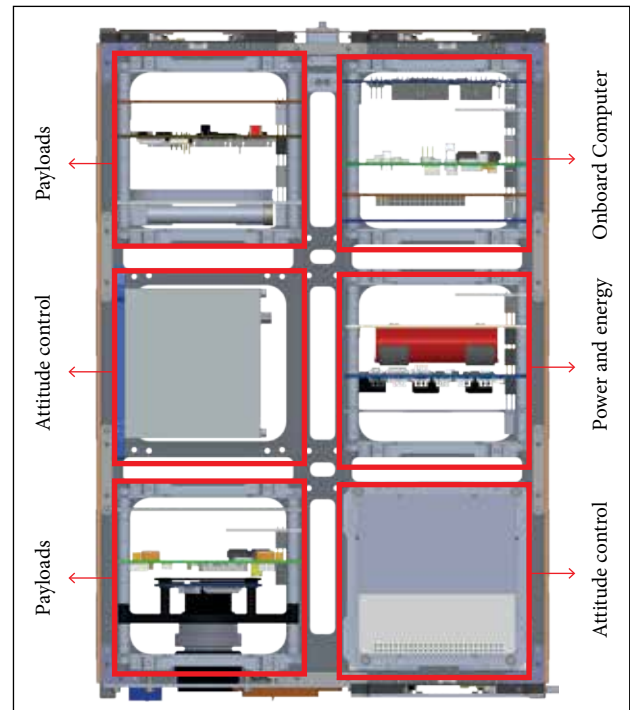 Payloads
Onboard Computer
Attitude control
Power and energy
Payloads
Attitude control